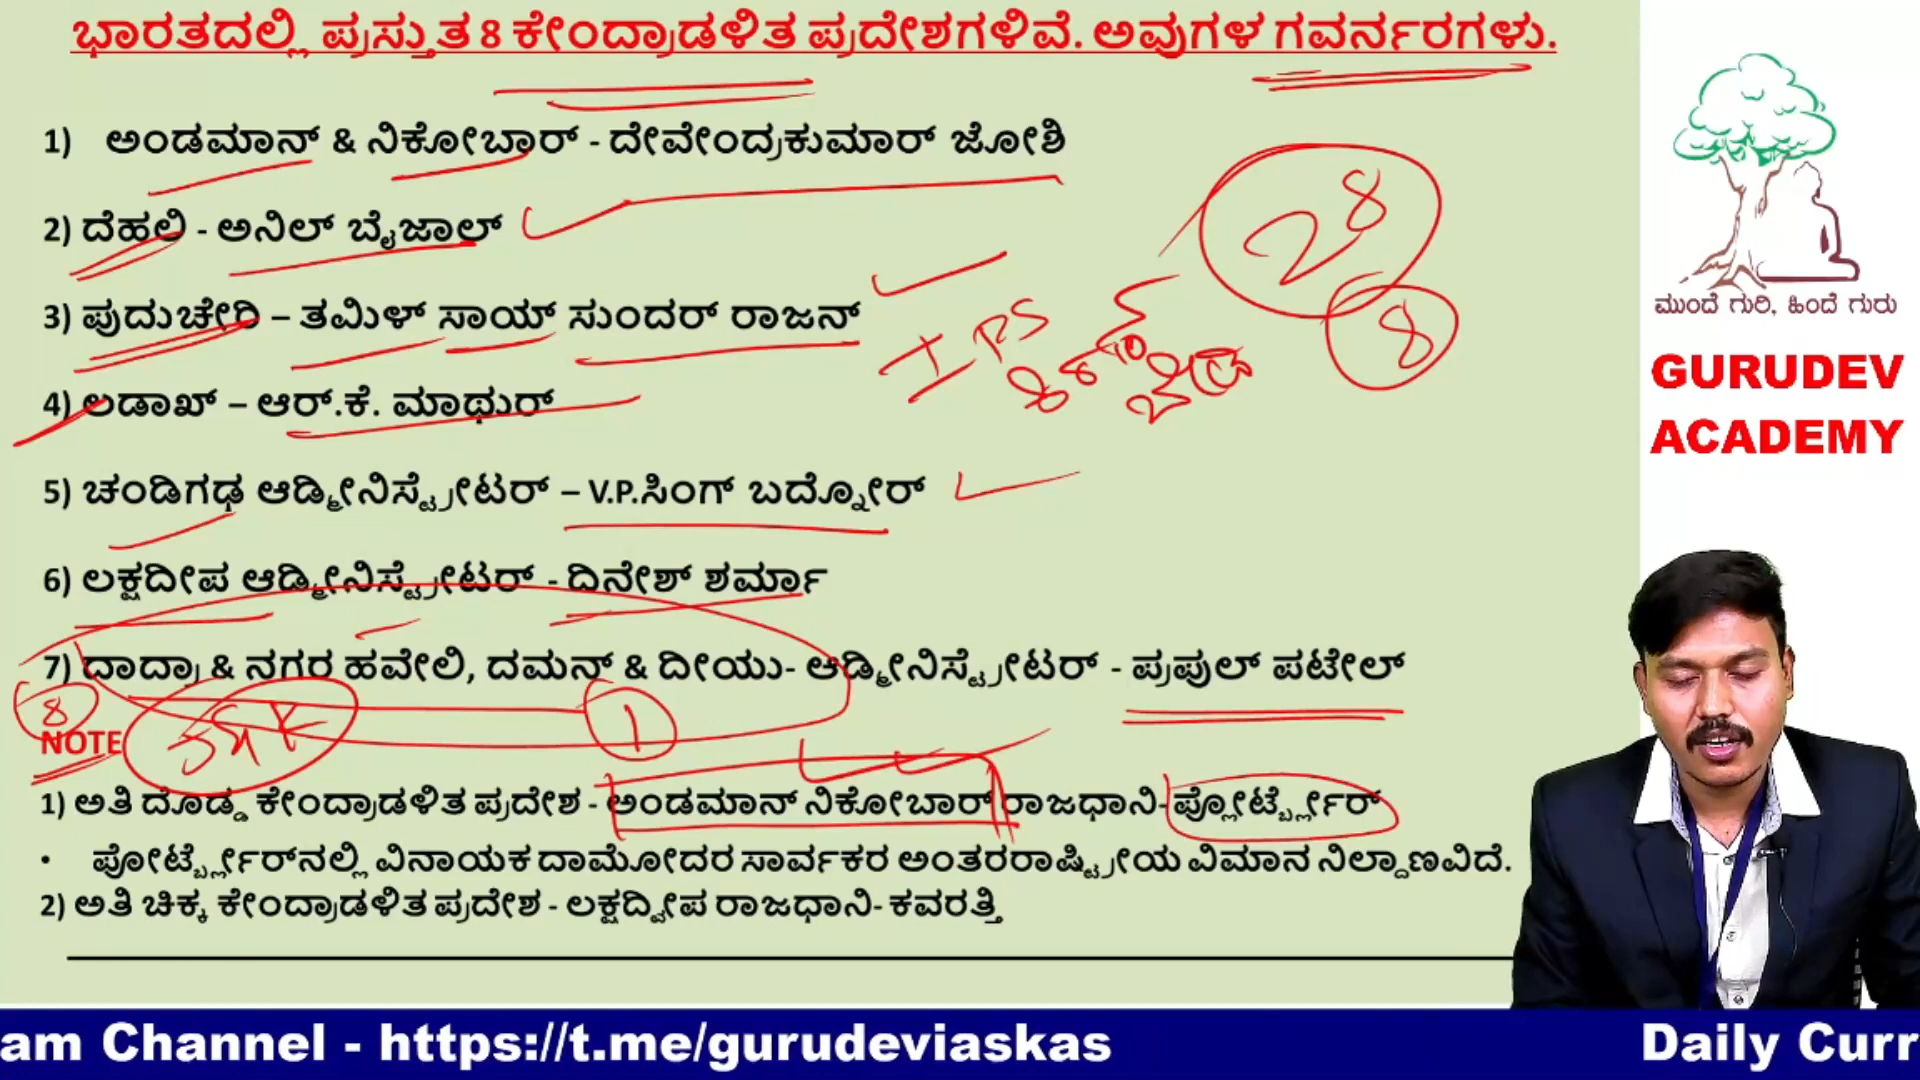 ಭಾರತದಲ್ಲಿ ಪ್ರಸ್ತುತ 8 ಕೇಂದ್ರಾಡಳಿತ ಪ್ರದೇಶಗಳಿವೆ. ಅವುಗಳ ಗವರ್ನರಗಳು.
1) ಅಂಡಮಾನ್ & ನಿಕೋಬಾರ್ - ದೇವೇಂದ್ರಕುಮಾರ್ ಜೋಶಿ
2) ದೆಹಲಿ - ಅನಿಲ್ ಬೈಜಾಲ್
28
3) ಪುದುಚೇರಿ – ತಮಿಳ್ ಸಾಯ್ ಸುಂದರ್ ರಾಜನ್
IPS
8
4) ಲಡಾಖ್ – ಆರ್.ಕೆ. ಮಾಥುರ್
5) ಚಂಡಿಗಢ ಆಡ್ಮೀನಿಸ್ಟ್ರೇಟರ್ – V.P.ಸಿಂಗ್ ಬದ್ನೋರ್
6) ಲಕ್ಷದೀಪ ಆಡ್ಮೀನಿಸ್ಟ್ರೇಟರ್ - ದಿನೇಶ್ ಶರ್ಮಾ
7) ದಾದ್ರಾ & ನಗರ ಹವೇಲಿ, ದಮನ್ & ದೀಯು- ಆಡ್ಮೀನಿಸ್ಟ್ರೇಟರ್ - ಪ್ರಪುಲ್ ಪಟೇಲ್
8
J&K
1
NOTE
1) ಅತಿ ದೊಡ್ಡ ಕೇಂದ್ರಾಡಳಿತ ಪ್ರದೇಶ - ಅಂಡಮಾನ್ ನಿಕೋಬಾರ್ ರಾಜಧಾನಿ- ಪ್ಲೋರ್ಟ್ಬ್ಲೇರ್
• ಪೋರ್ಟ್ಬ್ಲೇರ್‌ನಲ್ಲಿ ವಿನಾಯಕ ದಾಮೋದರ ಸಾರ್ವಕರ ಅಂತರರಾಷ್ಟ್ರೀಯ ವಿಮಾನ ನಿಲ್ದಾಣವಿದೆ.
2) ಅತಿ ಚಿಕ್ಕ ಕೇಂದ್ರಾಡಳಿತ ಪ್ರದೇಶ - ಲಕ್ಷದ್ವೀಪ ರಾಜಧಾನಿ- ಕವರತ್ತಿ
ಮುಂದೆ ಗುರಿ, ಹಿಂದೆ ಗುರು
GURUDEV
ACADEMY
am Channel - https://t.me/gurudeviaskas
Daily Curr